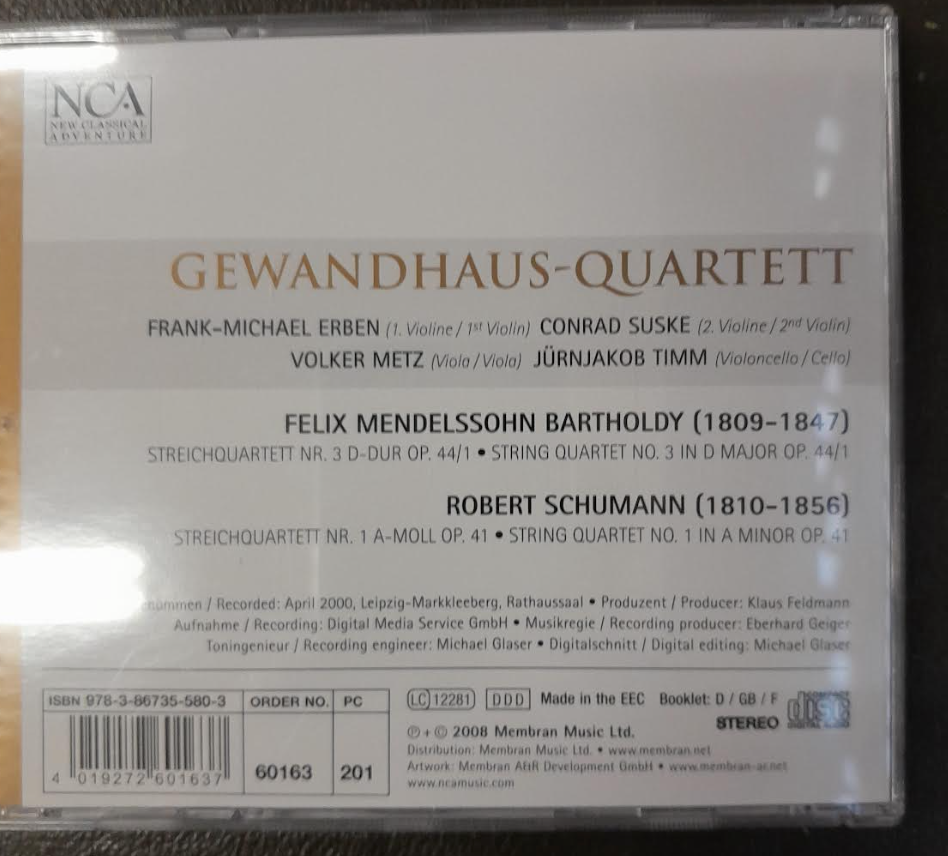 NCA
NEW CLASSICAL
ADVENTURE
GEWANDHAUS-QUARTETT
FRANK-MICHAEL ERBEN (1. Violine / 1st Violin) CONRAD SUSKE (2. Violine / 2nd Violin)
VOLKER METZ (Viola / Viola) JÜRNJAKOB TIMM (Violoncello / Cello)
FELIX MENDELSSOHN BARTHOLDY (1809-1847)
STREICHQUARTETT NR. 3 D-DUR OP. 44/1 • STRING QUARTET NO. 3 IN D MAJOR OP. 44/1
ROBERT SCHUMANN (1810-1856)
STREICHQUARTETT NR. 1 A-MOLL OP. 41 • STRING QUARTET NO. 1 IN A MINOR OP. 41
/ Recorded: April 2000, Leipzig-Markkleeberg, Rathaussaal • Produzent / Producer: Klaus Feldmann
Aufnahme / Recording: Digital Media Service GmbH • Musikregie / Recording producer: Eberhard Geiger
Toningenieur / Recording engineer: Michael Glaser • Digitalschnitt / Digital editing: Michael Glaser
ISBN 978-3-86735-580-3
ORDER NO.
PC
4 019272 601637
60163
201
LC 12281 DDD Made in the EEC Booklet: D / GB / F
STEREO
℗ + © 2008 Membran Music Ltd.
Distribution: Membran Music Ltd. • www.membran.net
Artwork: Membran A&R Development GmbH • www.membran-ar.net
www.ncamusic.com